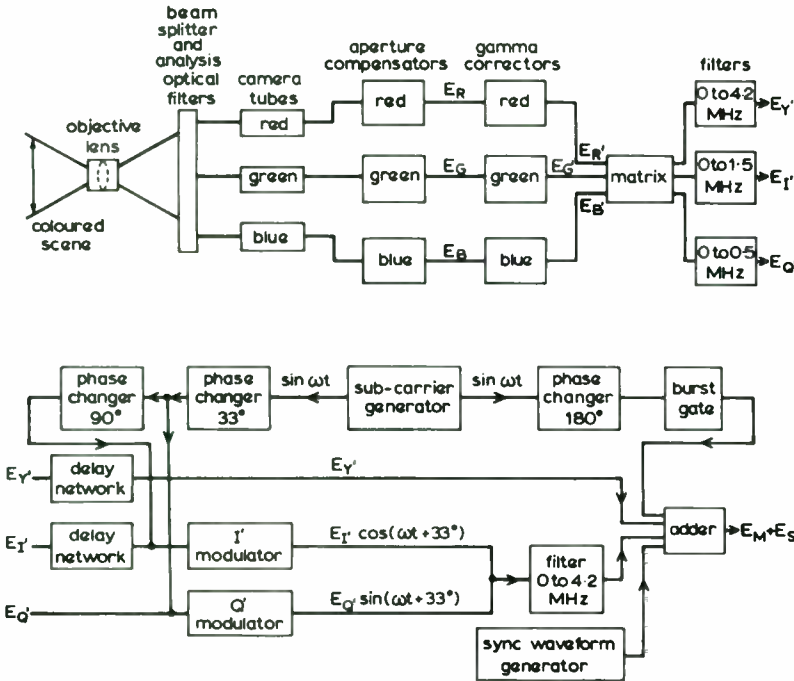 beam
splitter
and
analysis
optical
filters
objective
lens
coloured
scene
camera
tubes
red
green
blue
aperture
compensators
red
green
blue
E_R
E_G
E_B
gamma
correctors
red
green
blue
E_R'
E_G'
E_B'
matrix
filters
0 to 4·2
MHz
0 to 1·5
MHz
0 to 0·5
MHz
E_Y'
E_I'
E_Q
phase
changer
90°
phase
changer
33°
sin ωt
sub-carrier
generator
sin ωt
phase
changer
180°
burst
gate
E_Y'
delay
network
E_Y'
E_I'
delay
network
I'
modulator
E_I' cos(ωt+33°)
E_Q'
Q'
modulator
E_Q' sin(ωt+33°)
filter
0 to 4·2
MHz
adder
E_M+E_S
sync waveform
generator